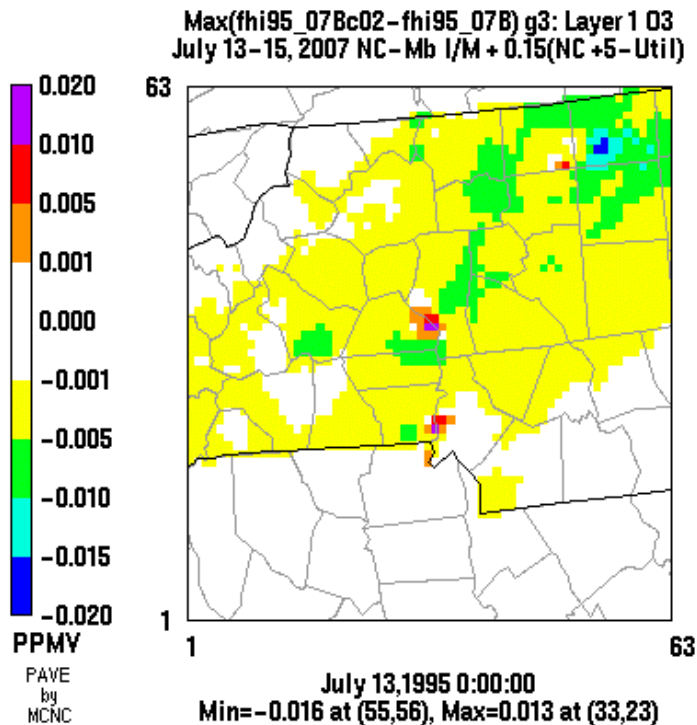 Max(fhi95_07Bc02−fhi95_07B) g3: Layer 1 O3
July 13−15, 2007 NC−Mb I/M + 0.15(NC +5−Util)
0.020
0.010
0.005
0.001
0.000
−0.001
−0.005
−0.010
−0.015
−0.020
PPMV
PAVE
by
MCNC
63
1
1
63
July 13,1995 0:00:00
Min=−0.016 at (55,56), Max=0.013 at (33,23)